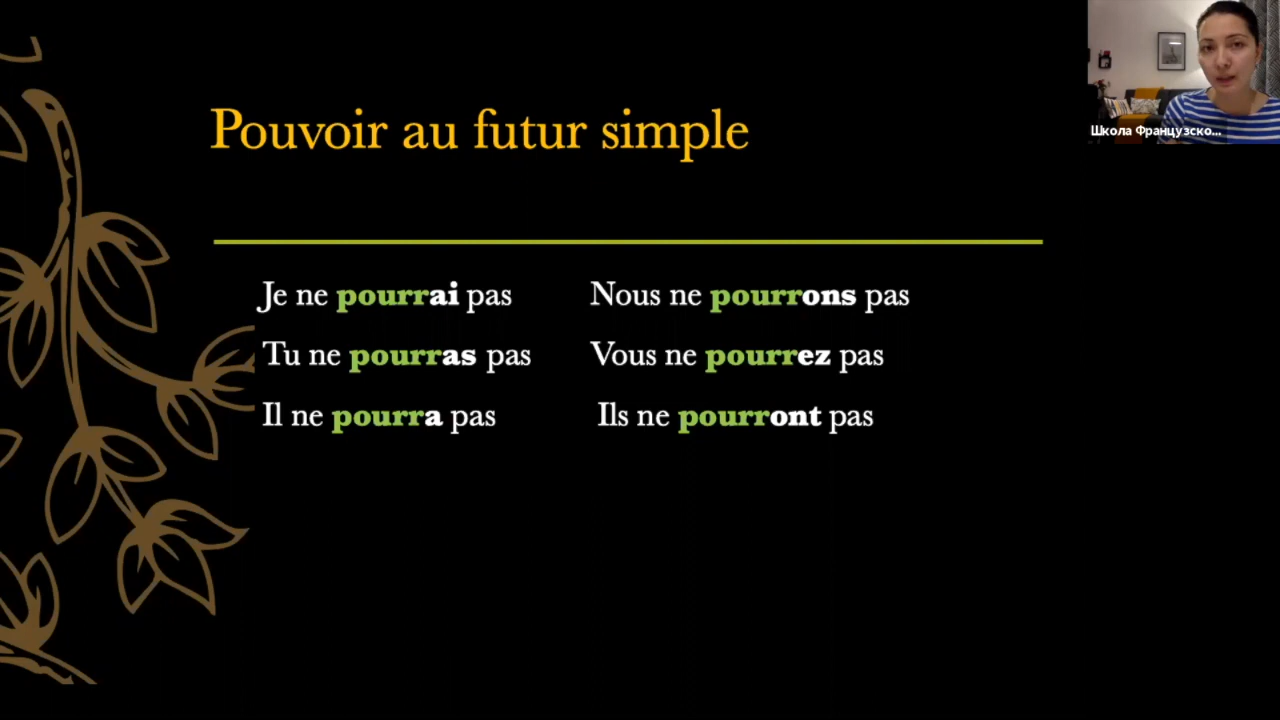 Pouvoir au futur simple
Школа Французско...
Je ne pourrai pas
Tu ne pourras pas
Il ne pourra pas
Nous ne pourrons pas
Vous ne pourrez pas
Ils ne pourront pas